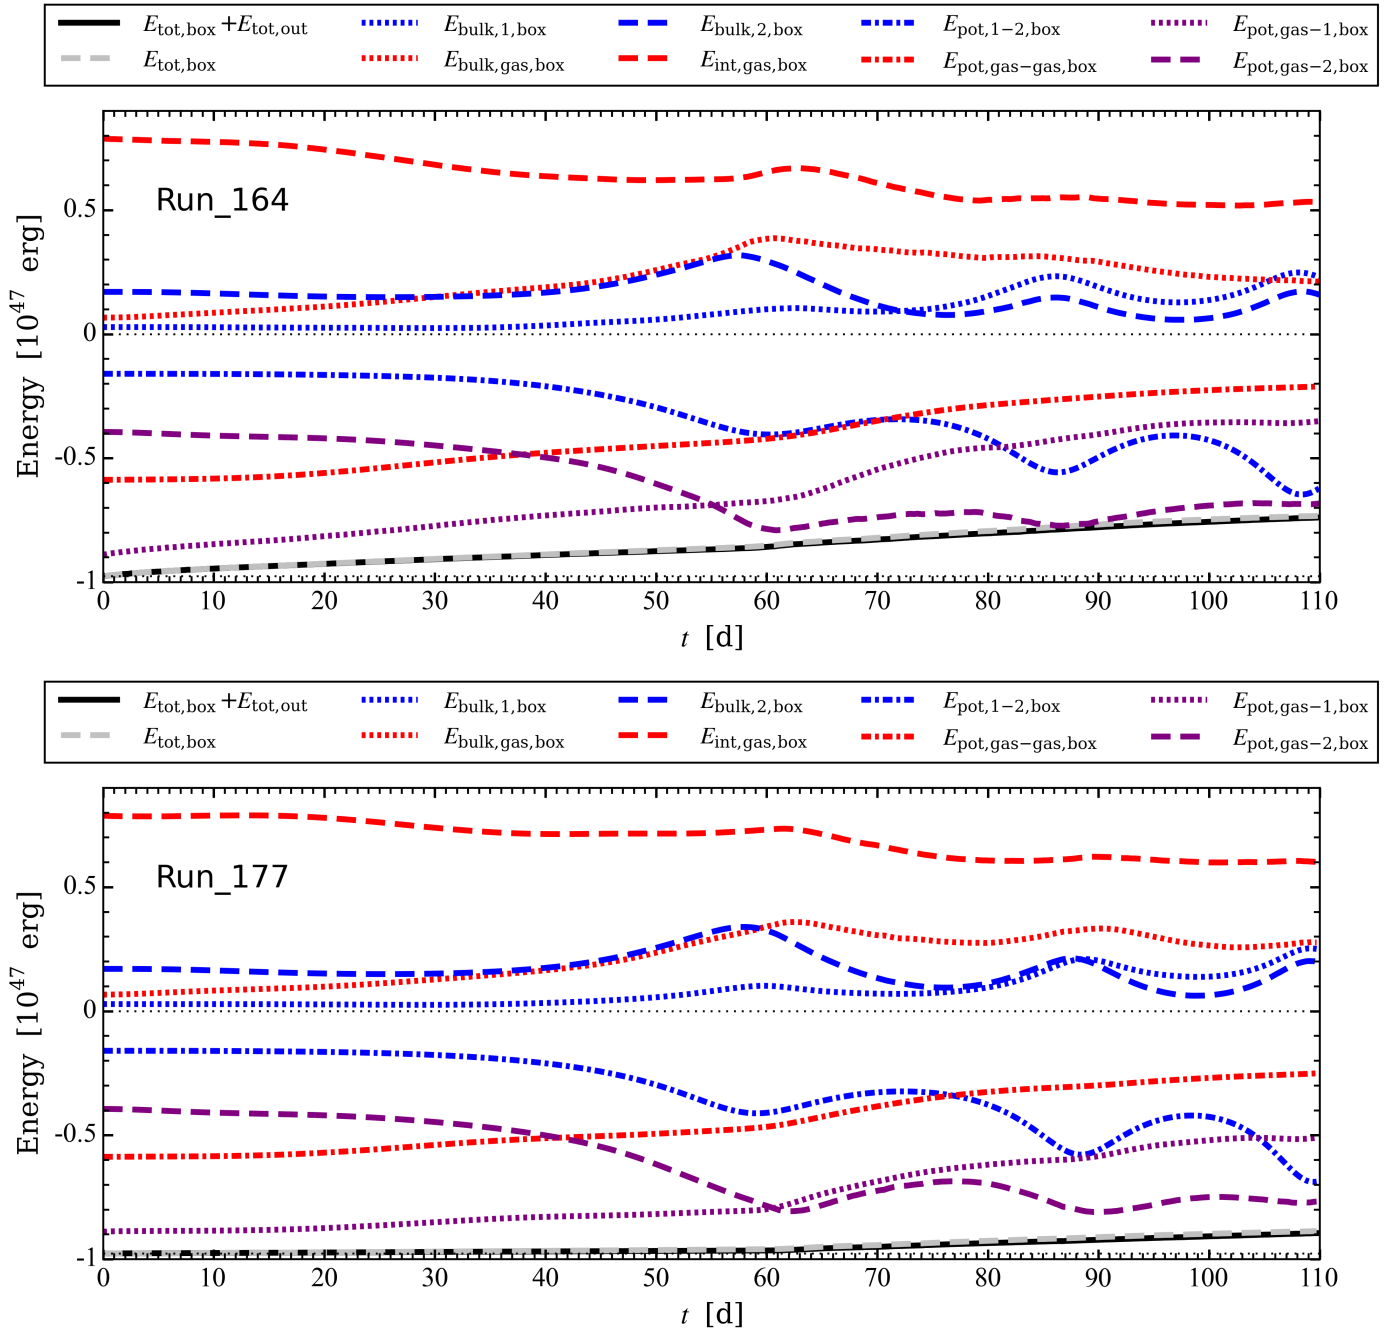 E_tot,box + E_tot,out E_bulk,1,box E_bulk,2,box E_pot,1−2,box E_pot,gas−1,box
E_tot,box E_bulk,gas,box E_int,gas,box E_pot,gas−gas,box E_pot,gas−2,box
Run_164
0.5
0
-0.5
-1
Energy [10^47 erg]
0 10 20 30 40 50 60 70 80 90 100 110
t [d]
E_tot,box + E_tot,out E_bulk,1,box E_bulk,2,box E_pot,1−2,box E_pot,gas−1,box
E_tot,box E_bulk,gas,box E_int,gas,box E_pot,gas−gas,box E_pot,gas−2,box
Run_177
0.5
0
-0.5
-1
Energy [10^47 erg]
0 10 20 30 40 50 60 70 80 90 100 110
t [d]